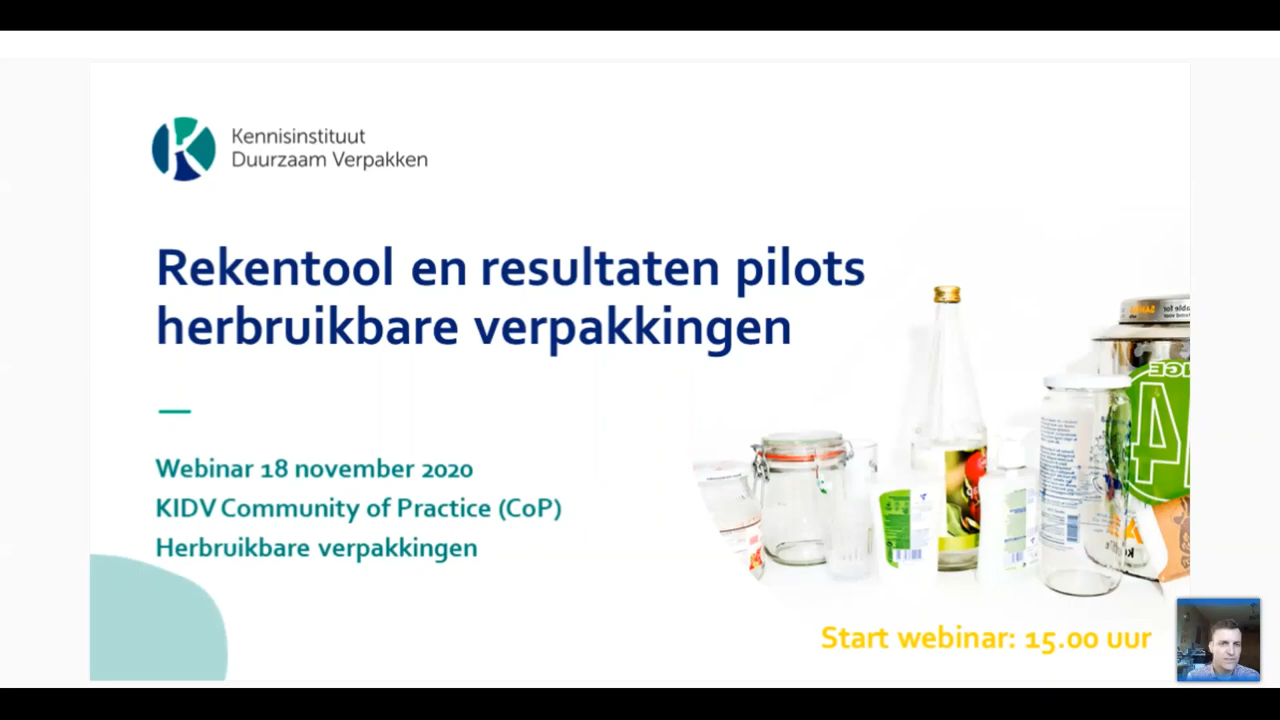 Kennisinstituut
Duurzaam Verpakken
Rekentool en resultaten pilots
herbruikbare verpakkingen
Webinar 18 november 2020
KIDV Community of Practice (CoP)
Herbruikbare verpakkingen
Start webinar: 15.00 uur